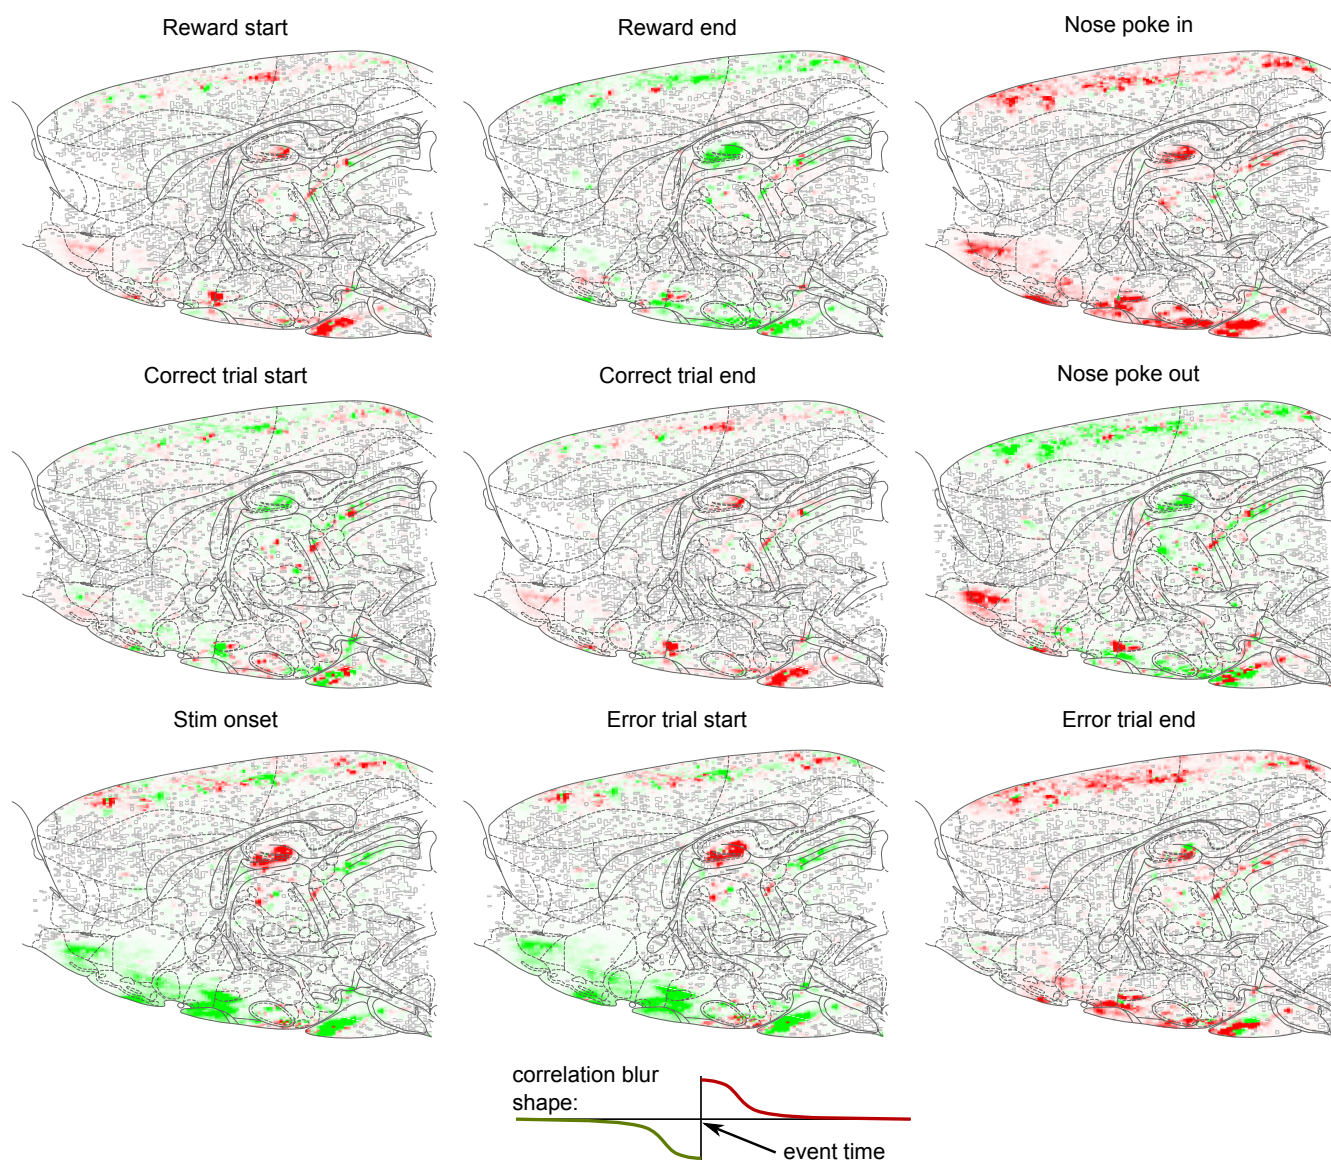 Reward start
Reward end
Nose poke in
Correct trial start
Correct trial end
Nose poke out
Stim onset
Error trial start
Error trial end
correlation blur
shape:
event time